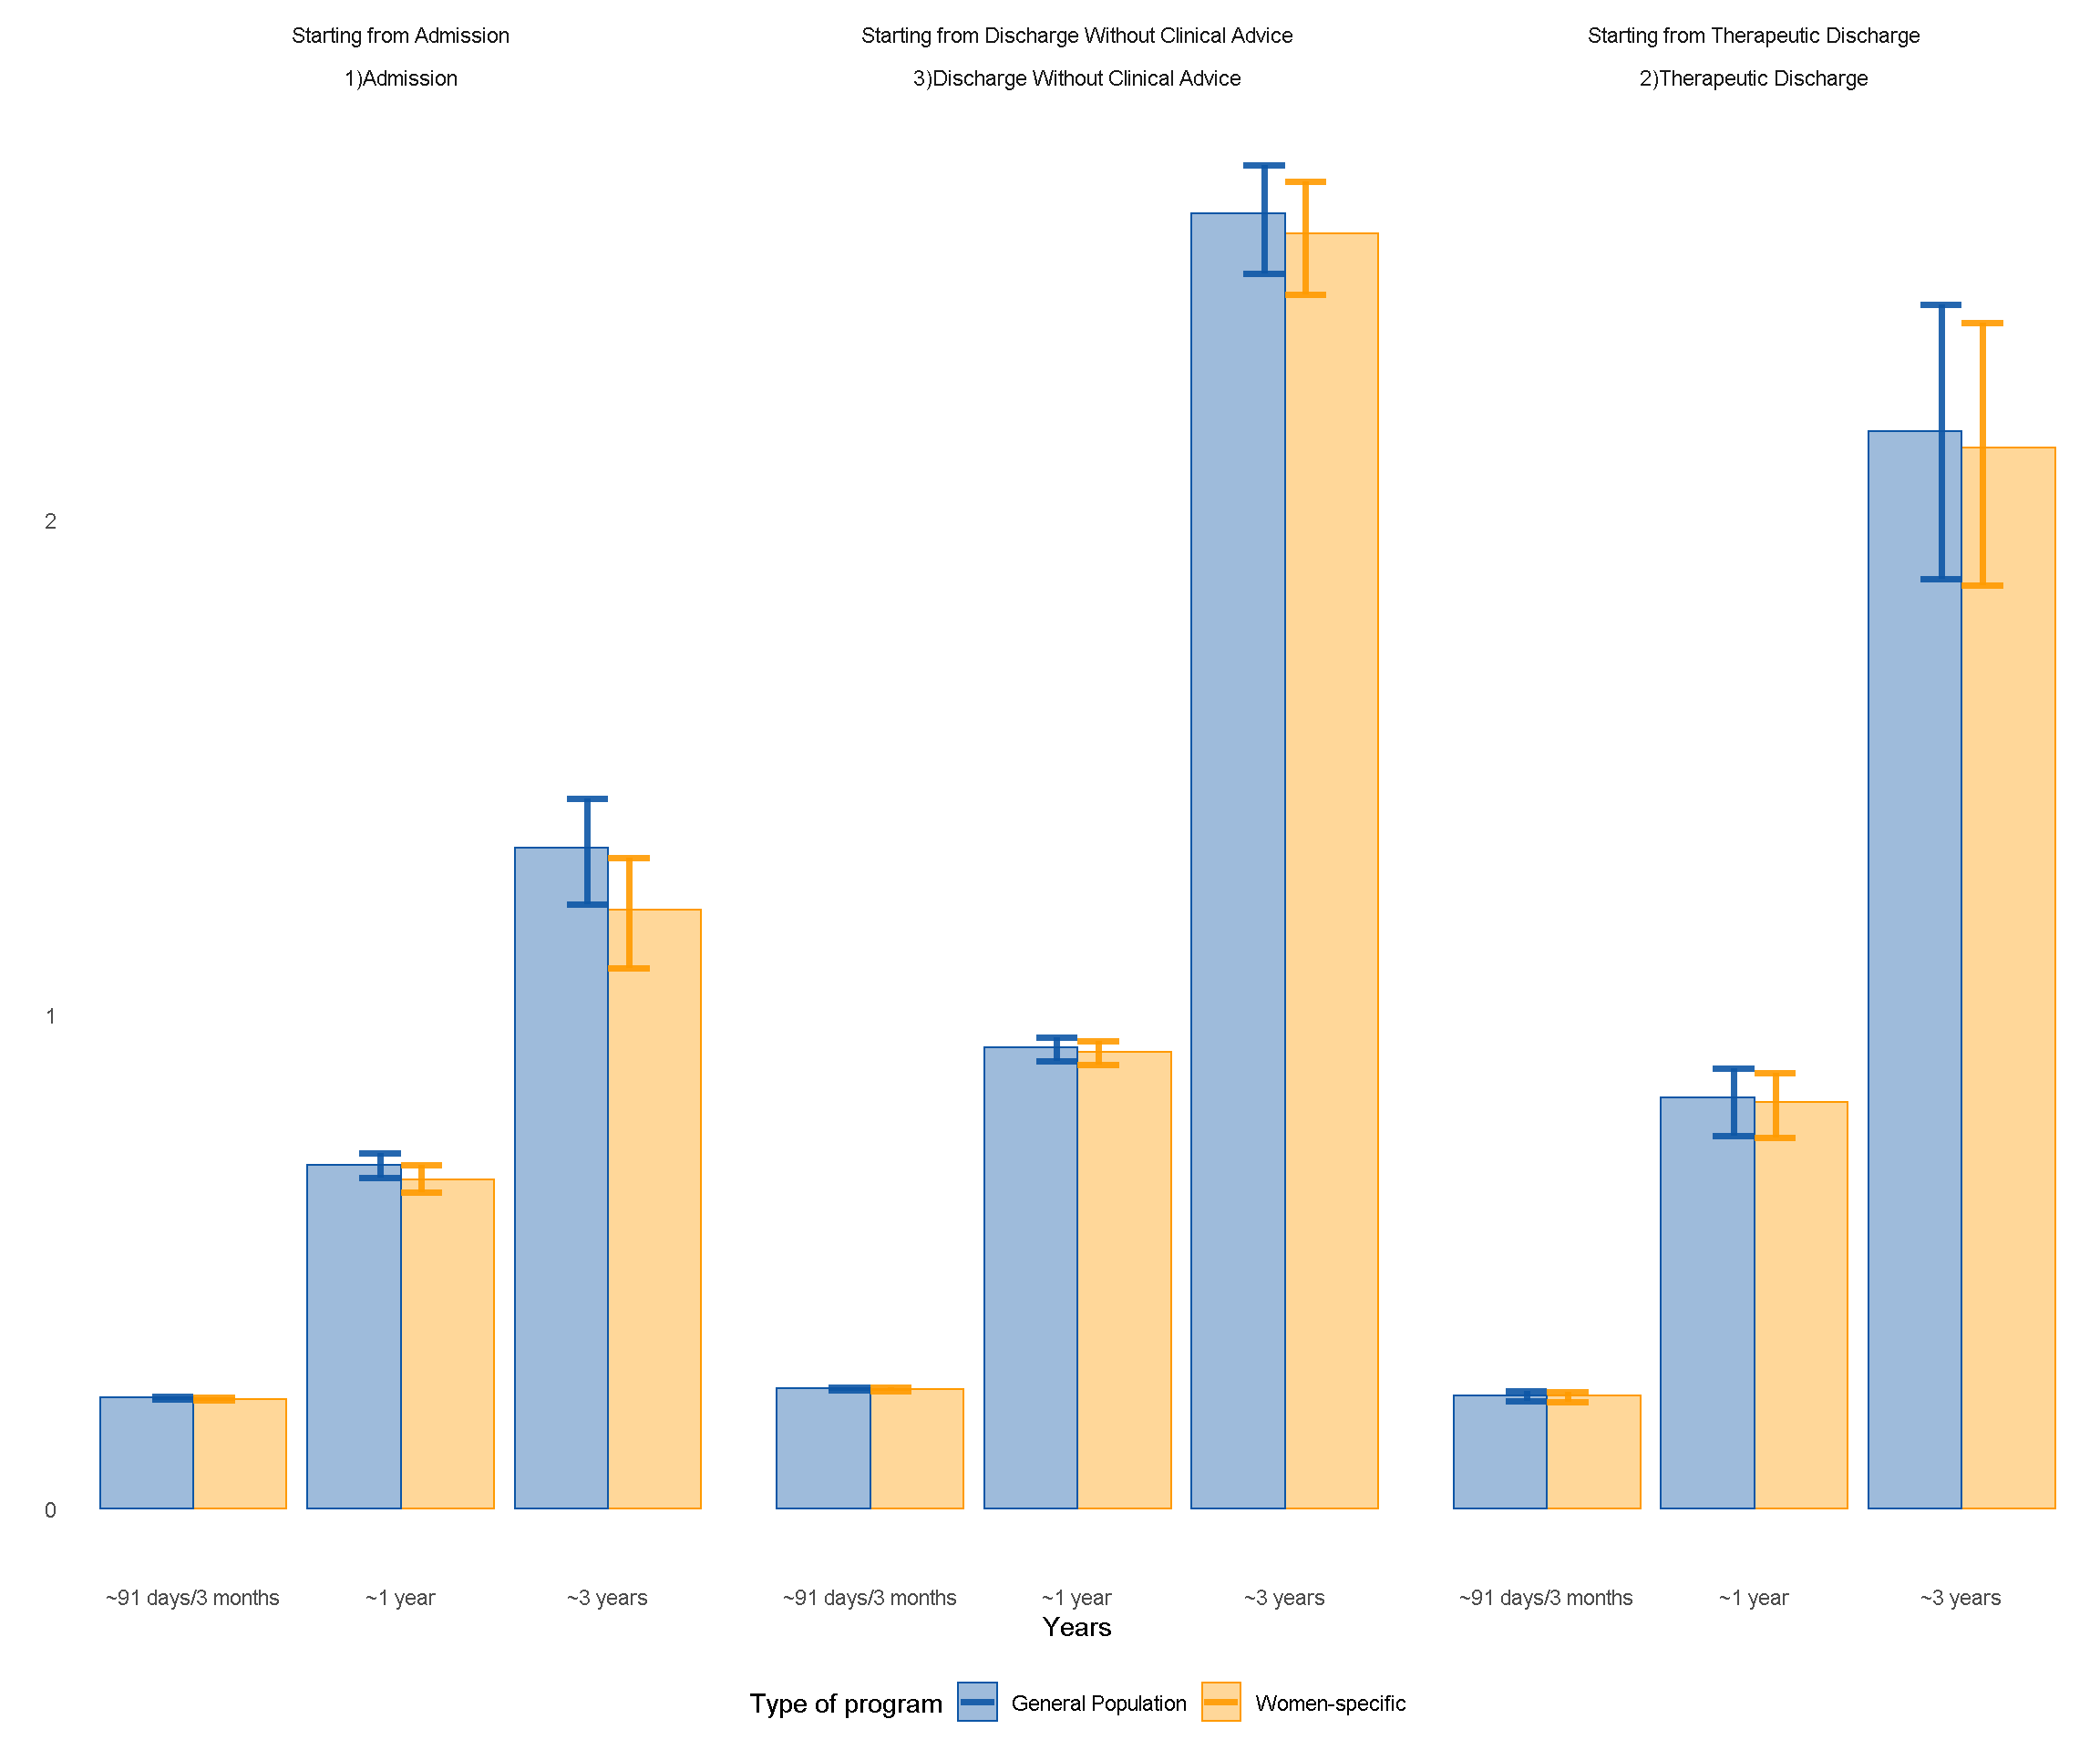 Starting from Admission
1)Admission
Starting from Discharge Without Clinical Advice
3)Discharge Without Clinical Advice
Starting from Therapeutic Discharge
2)Therapeutic Discharge
2
1
0
~91 days/3 months
~1 year
~3 years
~91 days/3 months
~1 year
~3 years
~91 days/3 months
~1 year
~3 years
Years
Type of program
General Population
Women-specific